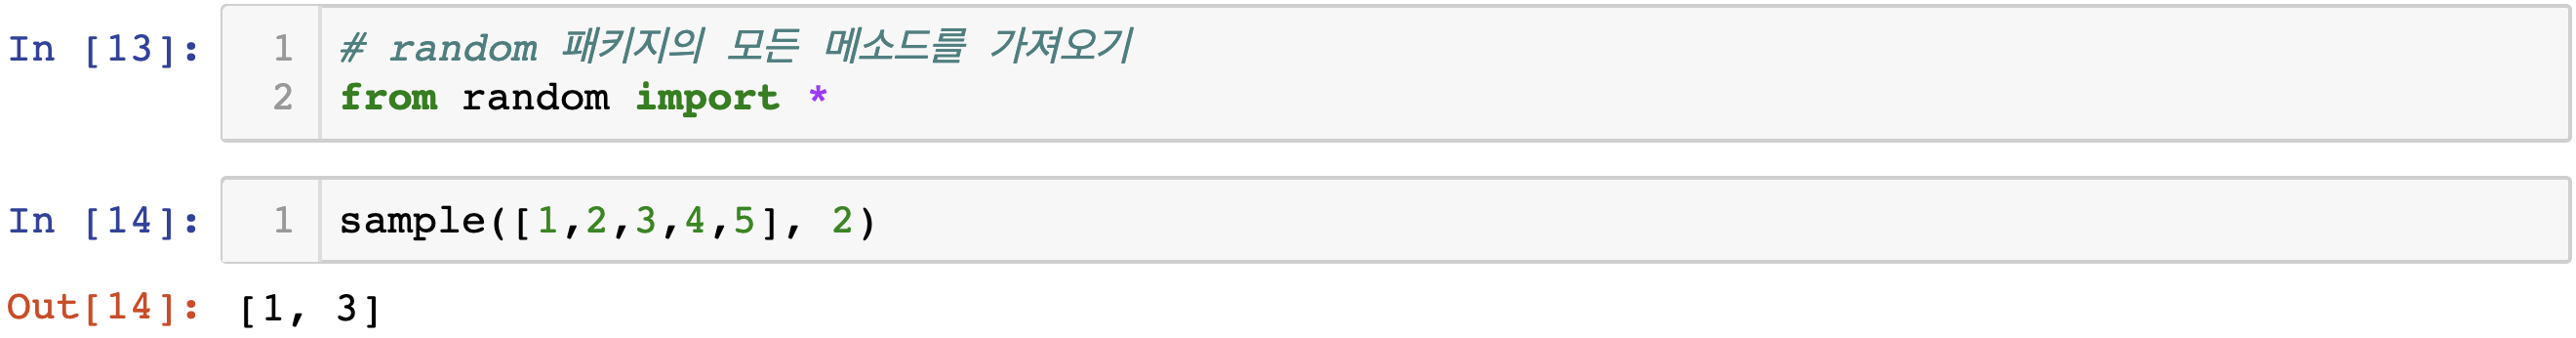 In [13]: 1 # random 패키지의 모든 메소드를 가져오기
2 from random import *
In [14]: 1 sample([1,2,3,4,5], 2)
Out[14]: [1, 3]